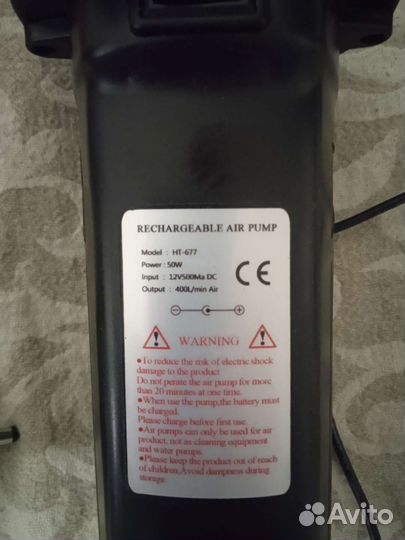 RECHARGEABLE AIR PUMP
Model : HT-677
Power : 50W
Input : 12V500Ma DC
Output : 400L/min Air
CE
WARNING
•To reduce the risk of electric shock
damage to the product
Do not perate the air pump for more
than 20 minutes at one time.
•When use the pump,the battery must
be charged.
Please charge before first use.
•Air pumps can only be used for air
product, not as cleaning equipment
and water pumps.
•Please keep the product out of reach
of children,Avoid dampness during
storage.
Avito